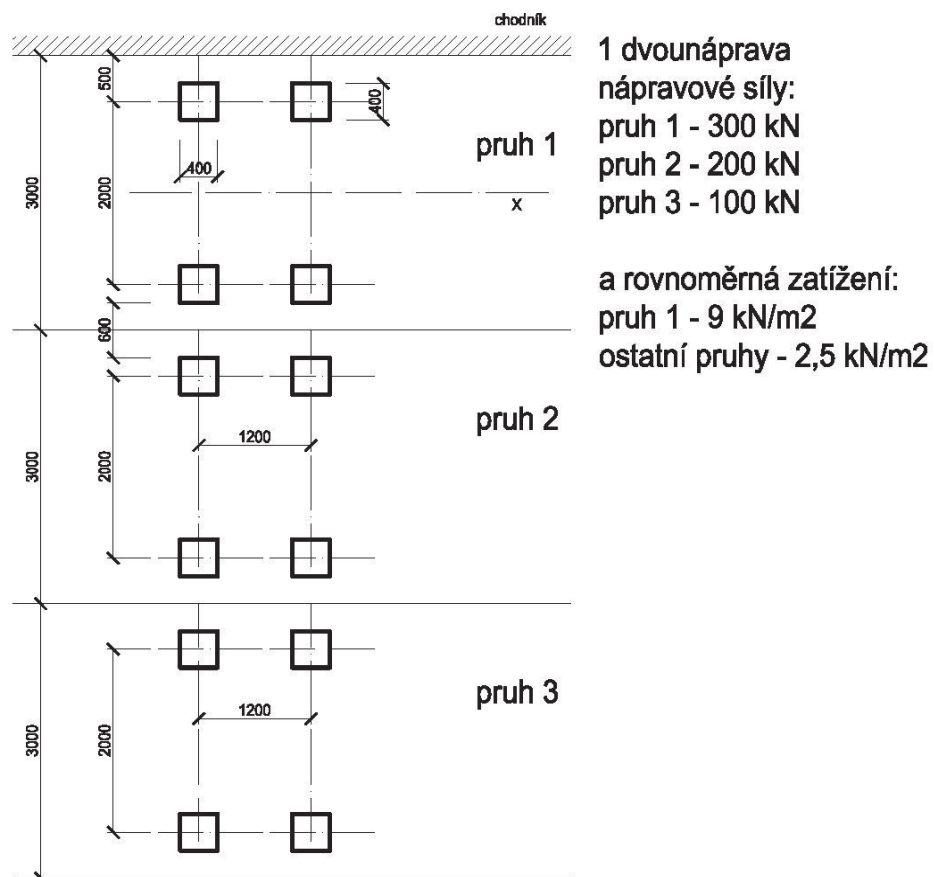 chodník
500
400
3000
pruh 1
400
2000
x
600
pruh 2
1200
3000
2000
pruh 3
1200
3000
2000
1 dvounáprava
nápravové síly:
pruh 1 - 300 kN
pruh 2 - 200 kN
pruh 3 - 100 kN
a rovnoměrná zatížení:
pruh 1 - 9 kN/m2
ostatní pruhy - 2,5 kN/m2